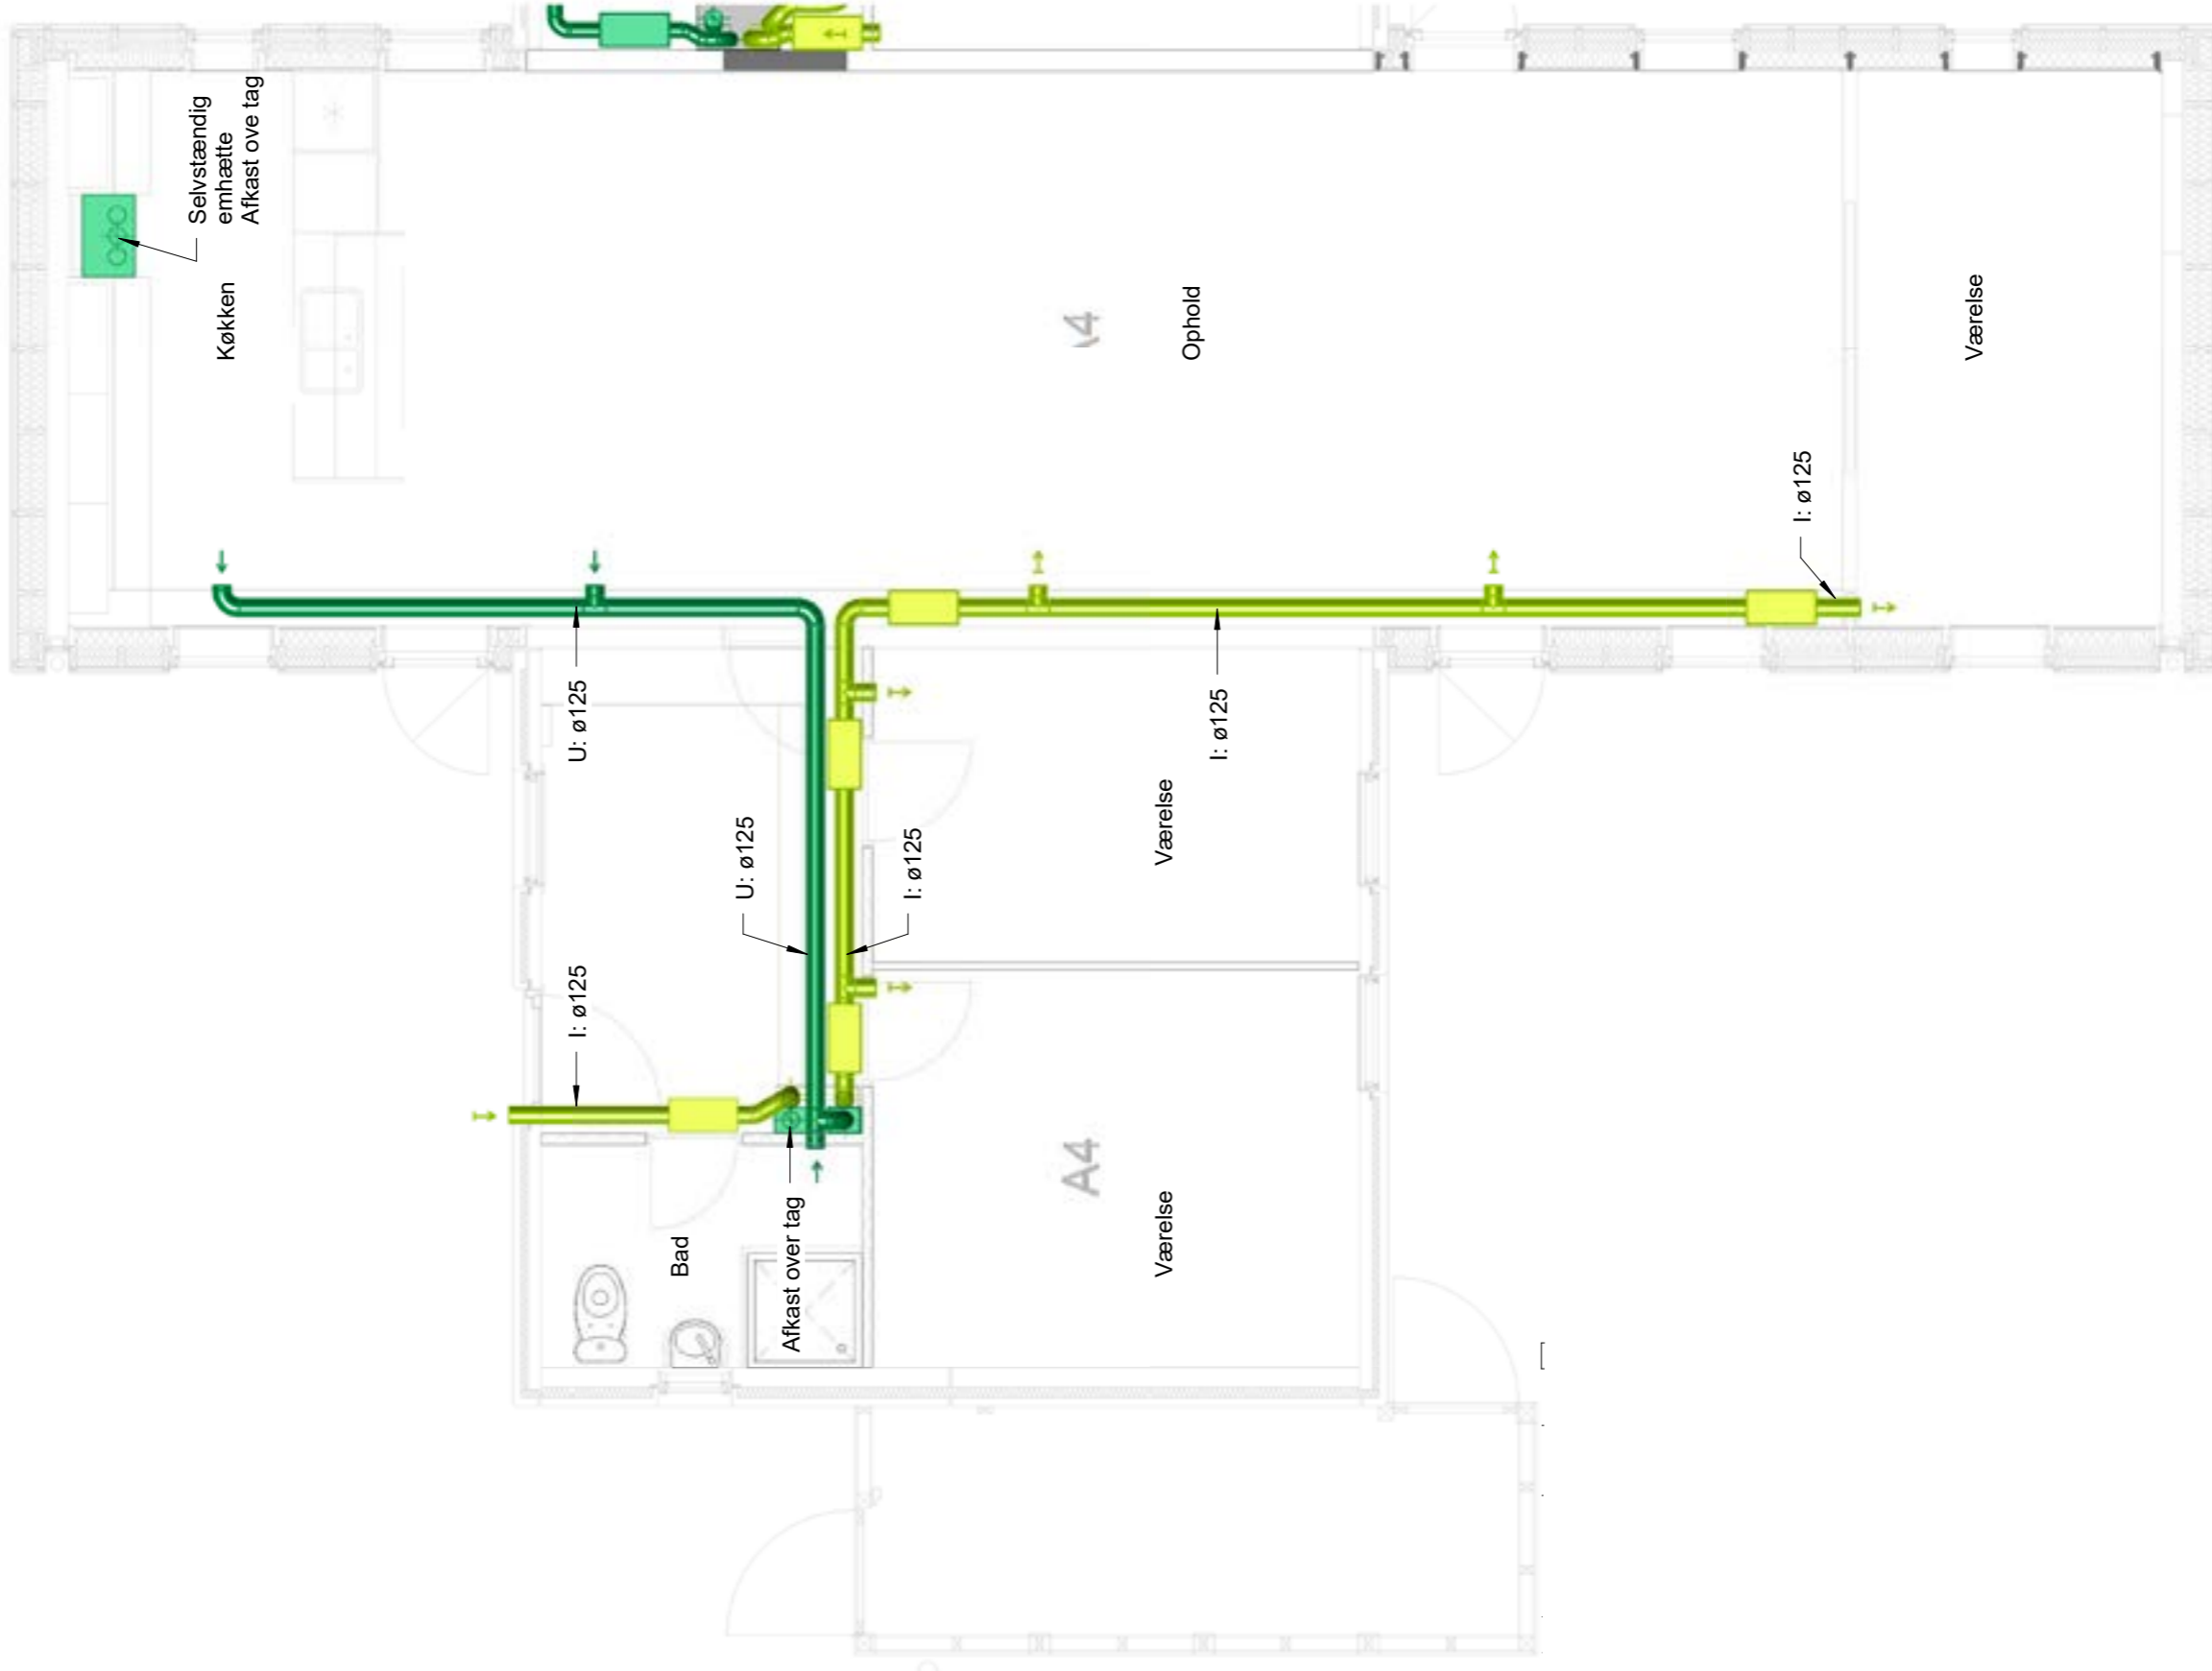 Selvstændig
emhætte
Afkast ove tag
Køkken
A4
Ophold
Værelse
I: ø125
U: ø125
I: ø125
U: ø125
I: ø125
Værelse
I: ø125
Bad
Afkast over tag
A4
Værelse